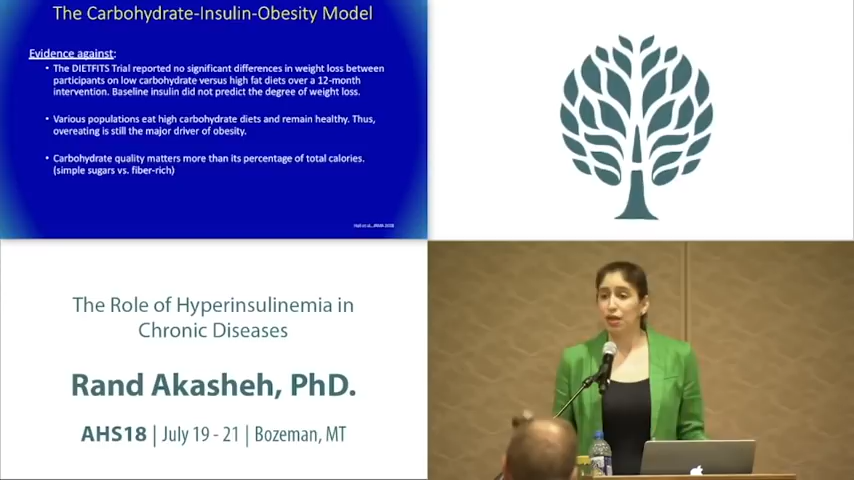 The Carbohydrate-Insulin-Obesity Model
Evidence against:
• The DIETFITS Trial reported no significant differences in weight loss between
participants on low carbohydrate versus high fat diets over a 12-month
intervention. Baseline insulin did not predict the degree of weight loss.
• Various populations eat high carbohydrate diets and remain healthy. Thus,
overeating is still the major driver of obesity.
• Carbohydrate quality matters more than its percentage of total calories.
(simple sugars vs. fiber-rich)
The Role of Hyperinsulinemia in
Chronic Diseases
Rand Akasheh, PhD.
AHS18 | July 19 - 21 | Bozeman, MT